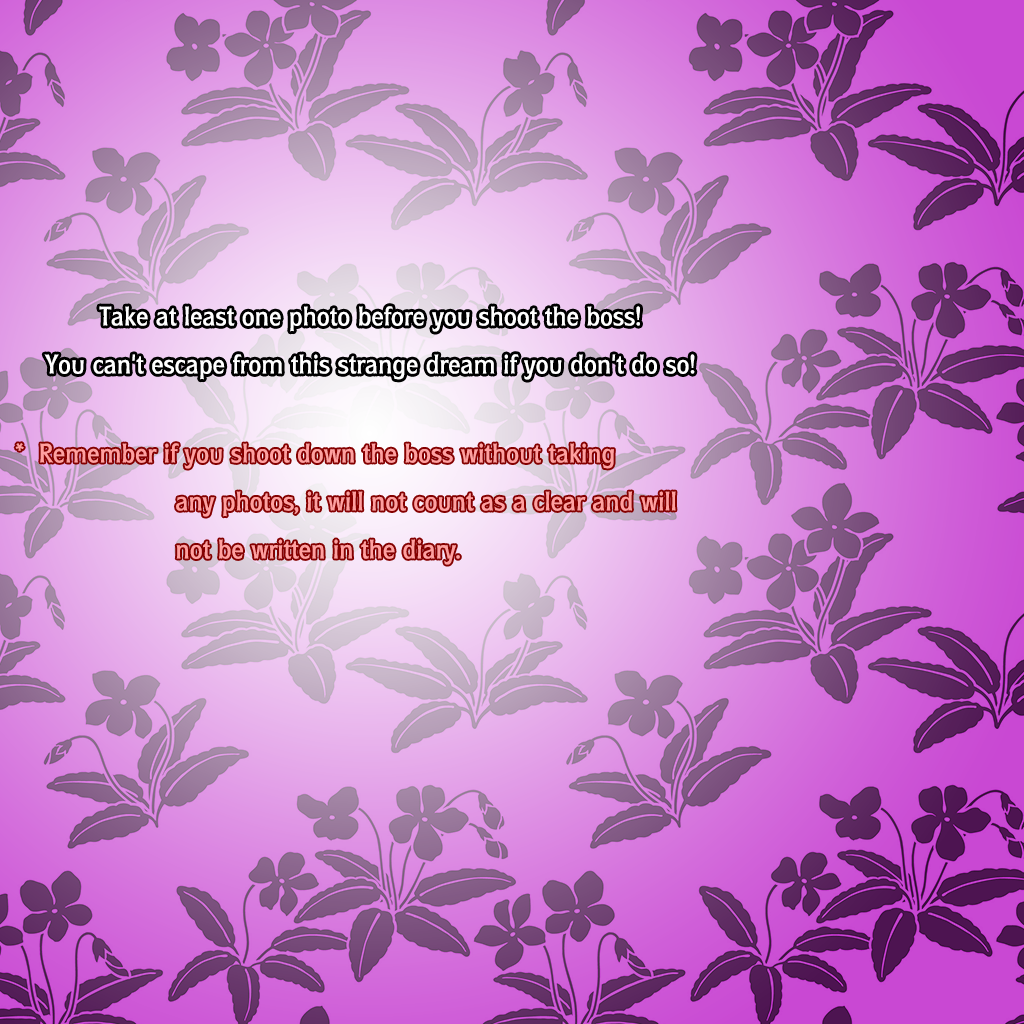 Take at least one photo before you shoot the boss!
You can't escape from this strange dream if you don't do so!
* Remember if you shoot down the boss without taking
any photos, it will not count as a clear and will
not be written in the diary.